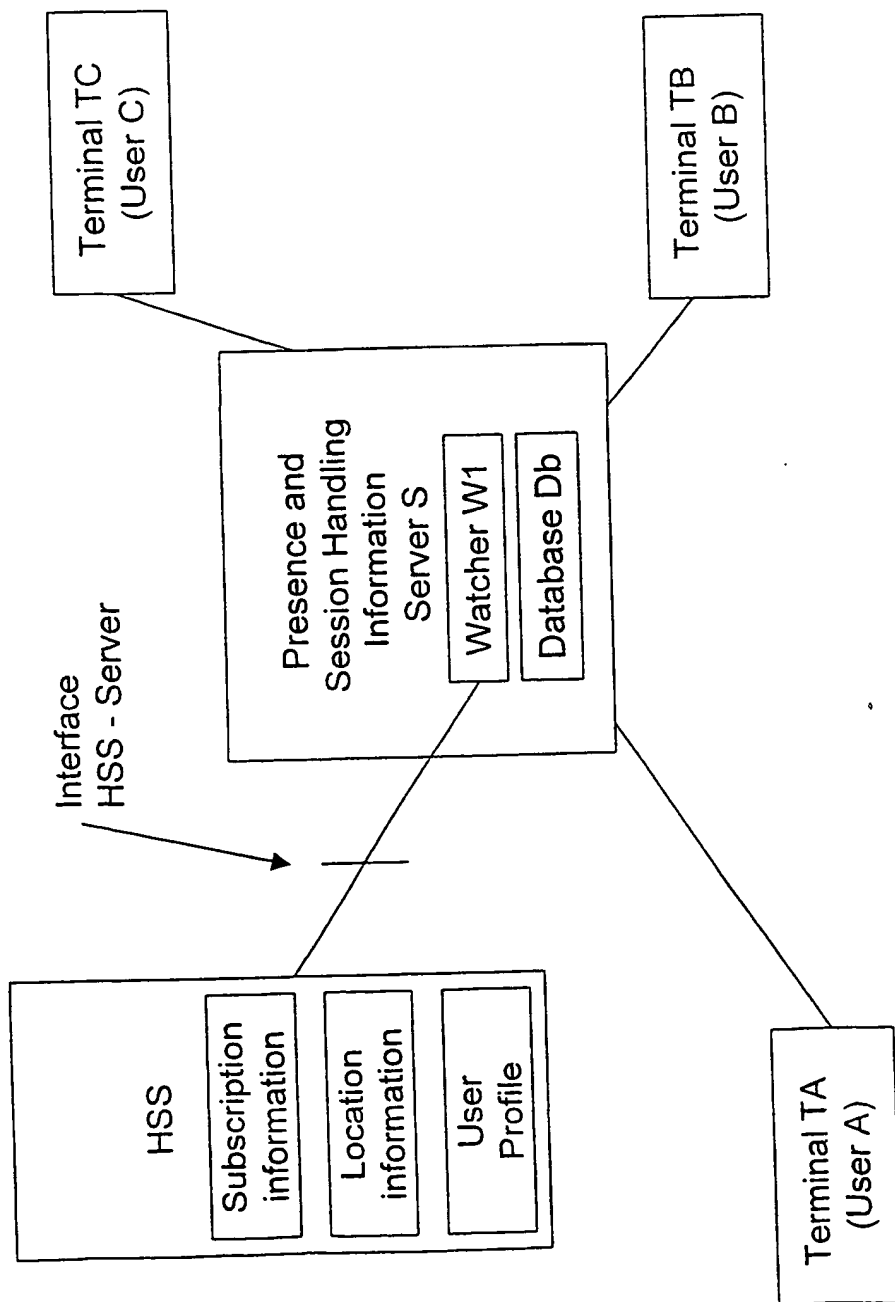 HSS
Subscription
information
Location
information
User
Profile
Interface
HSS - Server
Presence and
Session Handling
Information
Server S
Watcher W1
Database Db
Terminal TA
(User A)
Terminal TC
(User C)
Terminal TB
(User B)